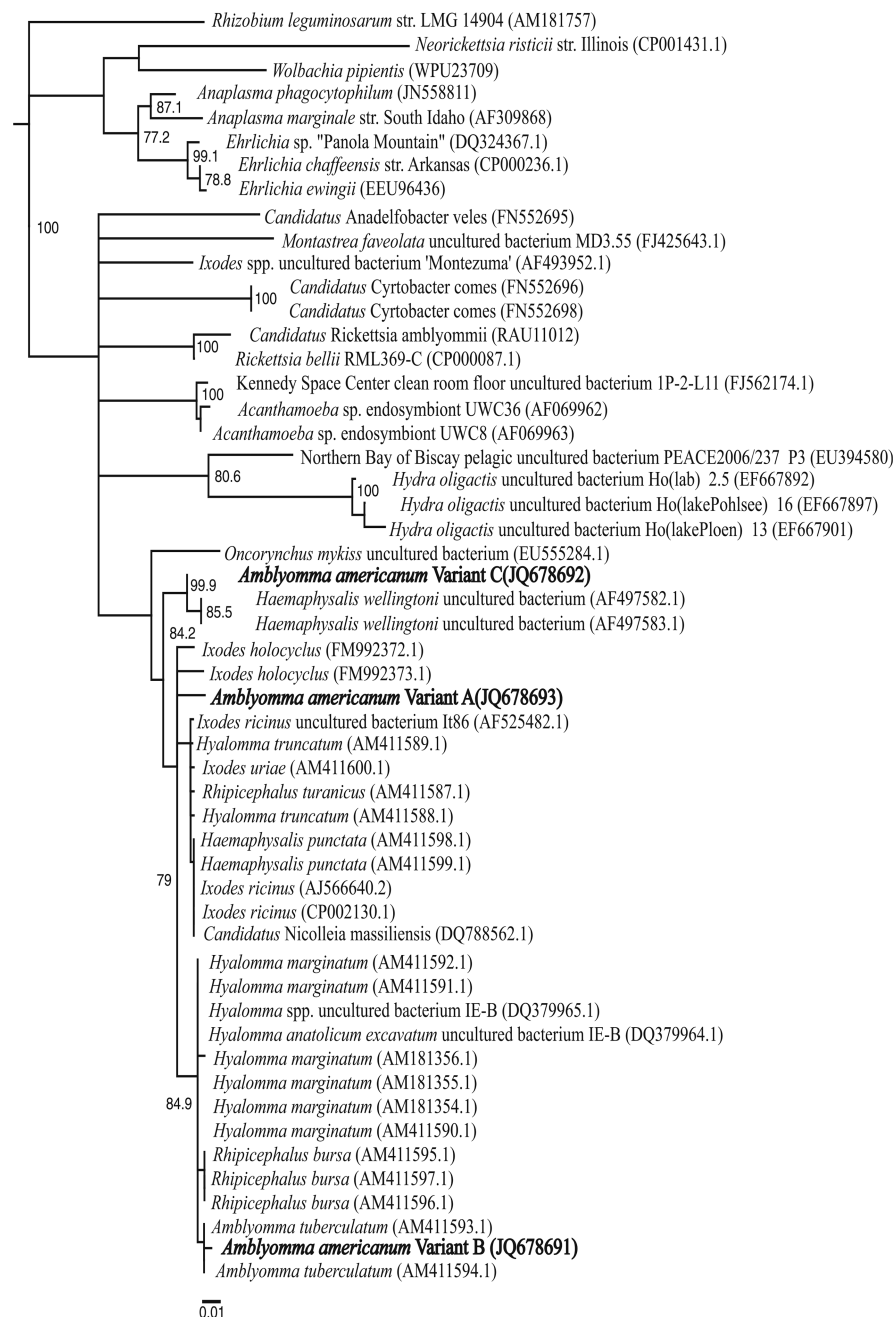 Rhizobium leguminosarum str. LMG 14904 (AM181757)
Neorickettsia risticii str. Illinois (CP001431.1)
Wolbachia pipientis (WPU23709)
Anaplasma phagocytophilum (JN558811)
87.1
Anaplasma marginale str. South Idaho (AF309868)
77.2
Ehrlichia sp. "Panola Mountain" (DQ324367.1)
99.1
Ehrlichia chaffeensis str. Arkansas (CP000236.1)
78.8
Ehrlichia ewingii (EEU96436)
Candidatus Anadelfobacter veles (FN552695)
100
Montastrea faveolata uncultured bacterium MD3.55 (FJ425643.1)
Ixodes spp. uncultured bacterium 'Montezuma' (AF493952.1)
Candidatus Cyrtobacter comes (FN552696)
100
Candidatus Cyrtobacter comes (FN552698)
Candidatus Rickettsia amblyommii (RAU11012)
100
Rickettsia bellii RML369-C (CP000087.1)
Kennedy Space Center clean room floor uncultured bacterium 1P-2-L11 (FJ562174.1)
100
Acanthamoeba sp. endosymbiont UWC36 (AF069962)
Acanthamoeba sp. endosymbiont UWC8 (AF069963)
Northern Bay of Biscay pelagic uncultured bacterium PEACE2006/237 P3 (EU394580)
80.6
Hydra oligactis uncultured bacterium Ho(lab) 2.5 (EF667892)
100
Hydra oligactis uncultured bacterium Ho(lakePohlsee) 16 (EF667897)
Hydra oligactis uncultured bacterium Ho(lakePloen) 13 (EF667901)
Oncorynchus mykiss uncultured bacterium (EU555284.1)
Amblyomma americanum Variant C(JQ678692)
99.9
Haemaphysalis wellingtoni uncultured bacterium (AF497582.1)
85.5
Haemaphysalis wellingtoni uncultured bacterium (AF497583.1)
84.2
Ixodes holocyclus (FM992372.1)
Ixodes holocyclus (FM992373.1)
Amblyomma americanum Variant A(JQ678693)
Ixodes ricinus uncultured bacterium It86 (AF525482.1)
Hyalomma truncatum (AM411589.1)
Ixodes uriae (AM411600.1)
Rhipicephalus turanicus (AM411587.1)
Hyalomma truncatum (AM411588.1)
Haemaphysalis punctata (AM411598.1)
Haemaphysalis punctata (AM411599.1)
79
Ixodes ricinus (AJ566640.2)
Ixodes ricinus (CP002130.1)
Candidatus Nicolleia massiliensis (DQ788562.1)
Hyalomma marginatum (AM411592.1)
Hyalomma marginatum (AM411591.1)
Hyalomma spp. uncultured bacterium IE-B (DQ379965.1)
Hyalomma anatolicum excavatum uncultured bacterium IE-B (DQ379964.1)
Hyalomma marginatum (AM181356.1)
Hyalomma marginatum (AM181355.1)
84.9
Hyalomma marginatum (AM181354.1)
Hyalomma marginatum (AM411590.1)
Rhipicephalus bursa (AM411595.1)
Rhipicephalus bursa (AM411597.1)
Rhipicephalus bursa (AM411596.1)
Amblyomma tuberculatum (AM411593.1)
Amblyomma americanum Variant B (JQ678691)
Amblyomma tuberculatum (AM411594.1)
0.01